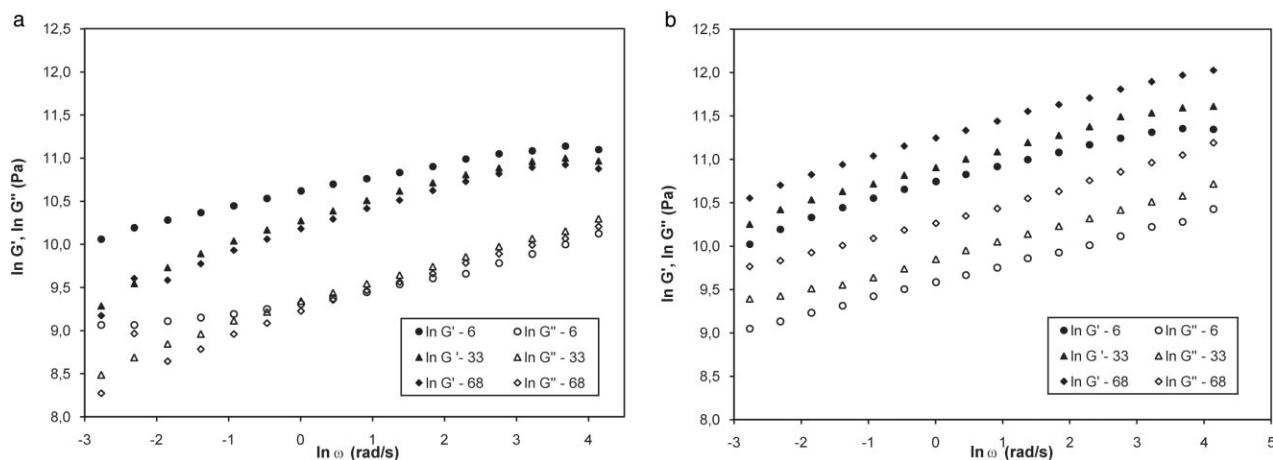 a
12,5
12,0
11,5
11,0
10,5
10,0
9,5
9,0
8,5
8,0
ln G', ln G'' (Pa)
-3 -2 -1 0 1 2 3 4
ln ω (rad/s)
ln G' - 6 ln G'' - 6
ln G '- 33 ln G'' - 33
ln G' - 68 ln G'' - 68
b
12,5
12,0
11,5
11,0
10,5
10,0
9,5
9,0
8,5
8,0
ln G', ln G'' (Pa)
-3 -2 -1 0 1 2 3 4 5
ln ω (rad/s)
ln G' - 6 ln G'' - 6
ln G '- 33 ln G'' - 33
ln G' - 68 ln G'' - 68